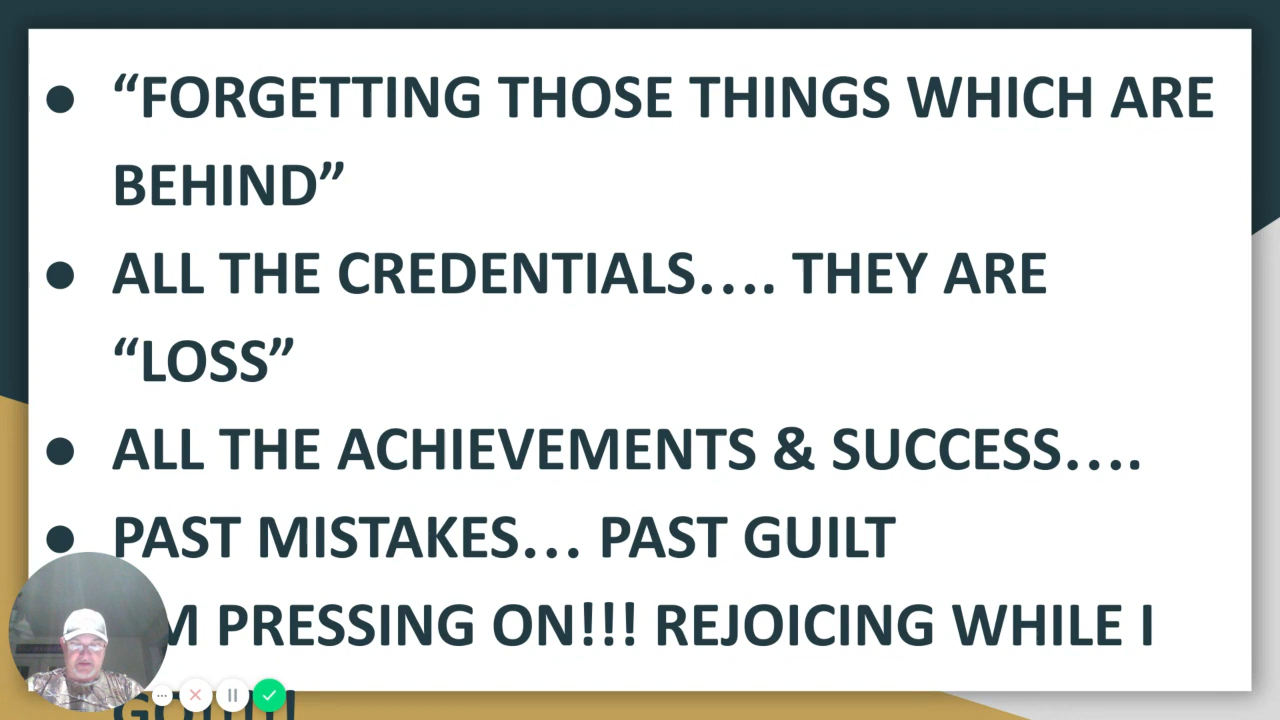 ● “FORGETTING THOSE THINGS WHICH ARE
BEHIND”
● ALL THE CREDENTIALS.... THEY ARE
“LOSS”
● ALL THE ACHIEVEMENTS & SUCCESS....
● PAST MISTAKES... PAST GUILT
M PRESSING ON!!! REJOICING WHILE I